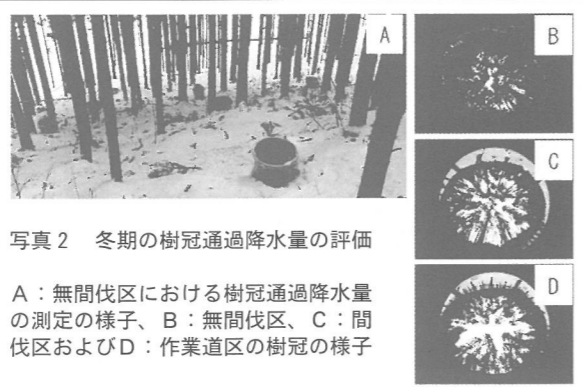 A
B
C
D
写真2 冬期の樹冠通過降水量の評価
A:無間伐区における樹冠通過降水量
の測定の様子、B:無間伐区、C:間
伐区およびD:作業道区の樹冠の様子